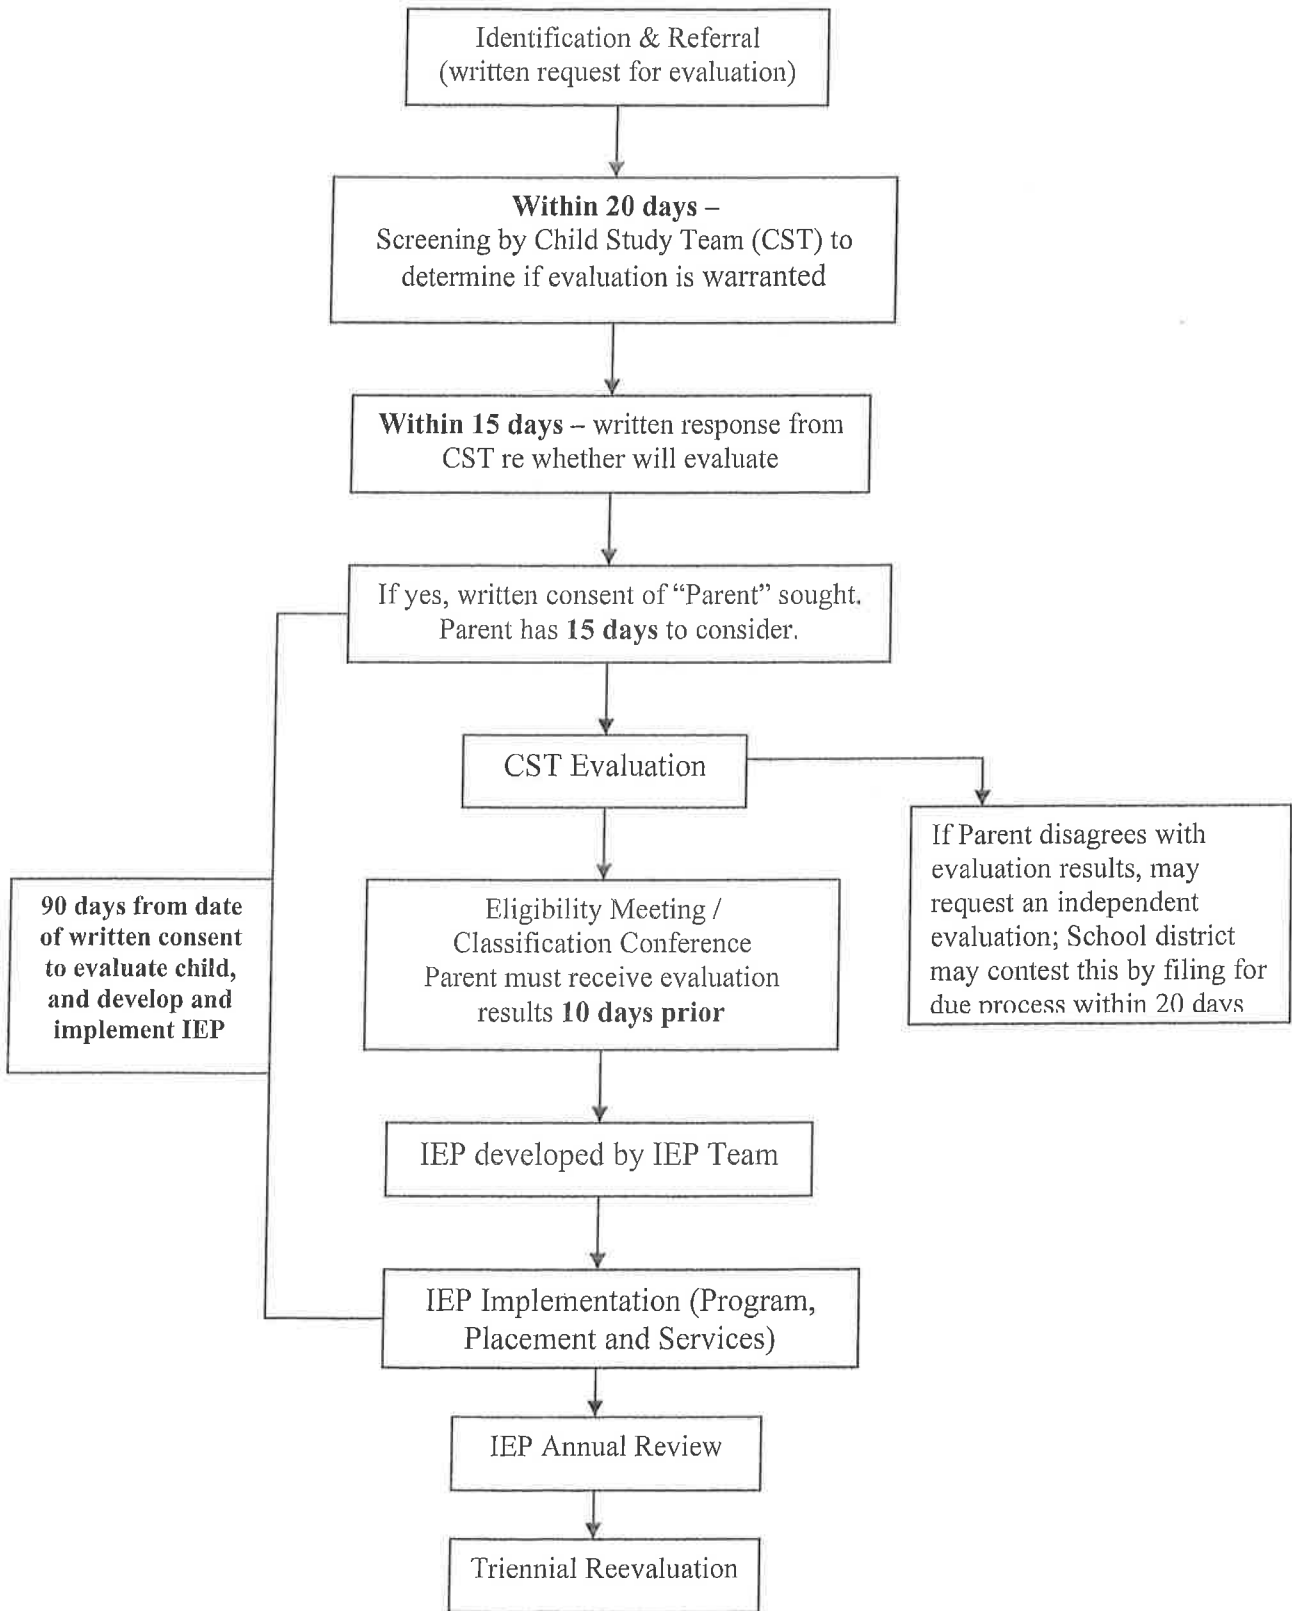 Identification & Referral
(written request for evaluation)
Within 20 days –
Screening by Child Study Team (CST) to
determine if evaluation is warranted
Within 15 days – written response from
CST re whether will evaluate
If yes, written consent of “Parent” sought.
Parent has 15 days to consider.
CST Evaluation
If Parent disagrees with
evaluation results, may
request an independent
evaluation; School district
may contest this by filing for
due process within 20 days
90 days from date
of written consent
to evaluate child,
and develop and
implement IEP
Eligibility Meeting /
Classification Conference
Parent must receive evaluation
results 10 days prior
IEP developed by IEP Team
IEP Implementation (Program,
Placement and Services)
IEP Annual Review
Triennial Reevaluation